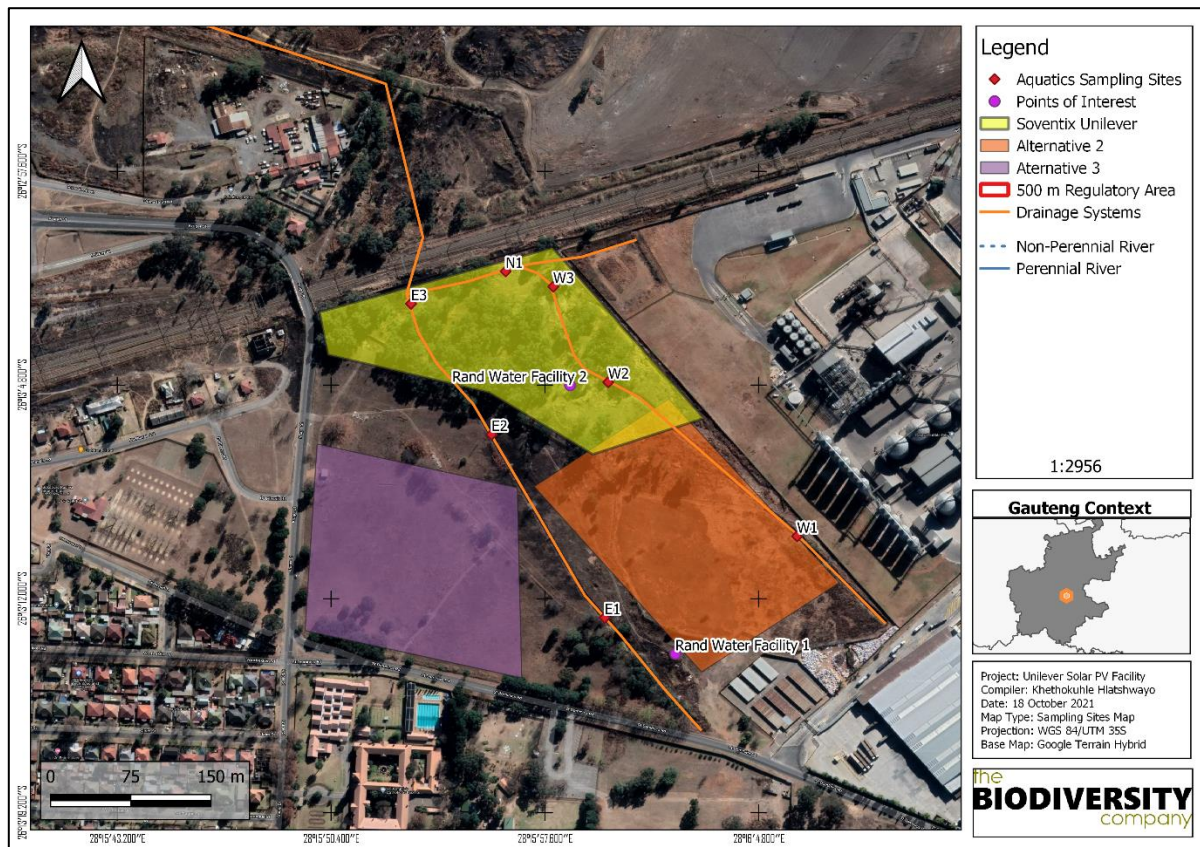 Legend
Aquatics Sampling Sites
Points of Interest
Soventix Unilever
Alternative 2
Aternative 3
500 m Regulatory Area
Drainage Systems
Non-Perennial River
Perennial River
1:2956
Gauteng Context
Project: Unilever Solar PV Facility
Compiler: Khethokuhle Hlatshwayo
Date: 18 October 2021
Map Type: Sampling Sites Map
Projection: WGS 84/UTM 35S
Base Map: Google Terrain Hybrid
the
BIODIVERSITY
company
N1
W3
E3
Rand Water Facility 2
W2
E2
W1
E1
Rand Water Facility 1
0 75 150 m
28°15'43.200"E 28°15'50.400"E 28°15'57.600"E 28°16'4.800"E